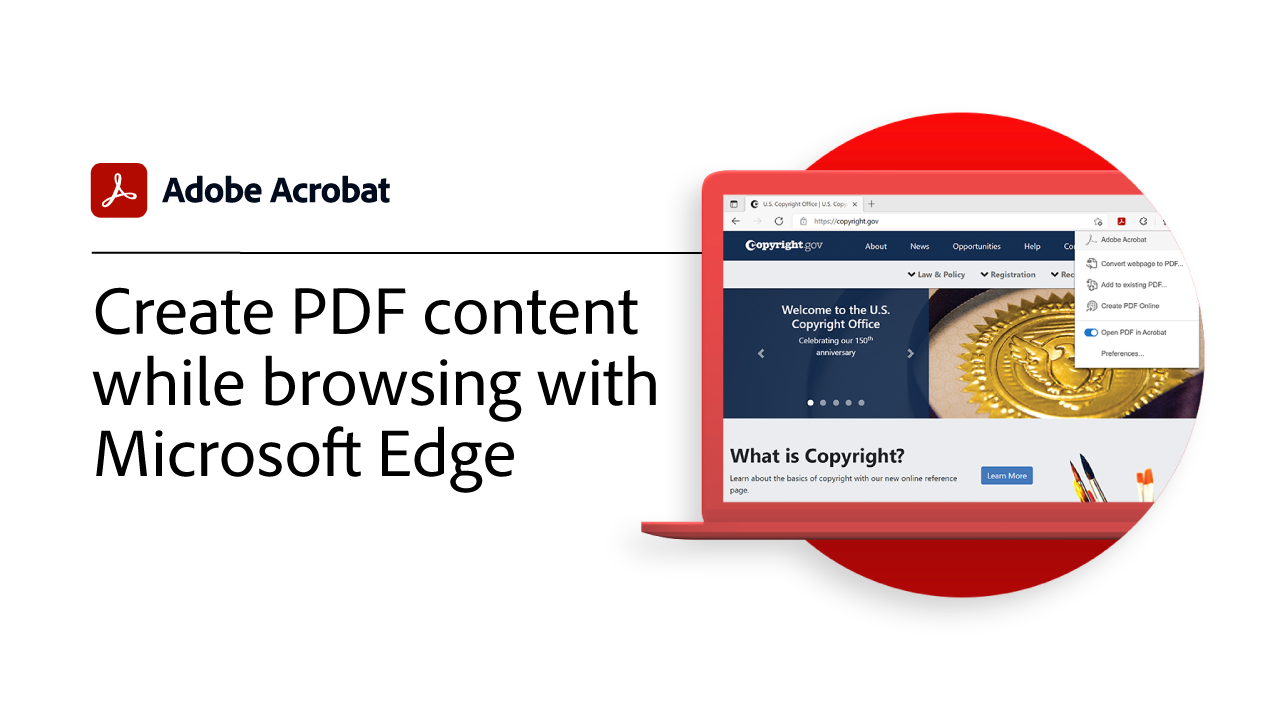 Adobe Acrobat
Create PDF content
while browsing with
Microsoft Edge
U.S. Copyright Office | U.S. Copy
https://copyright.gov
Copyright.gov
About News Opportunities Help Co
Law & Policy Registration Rec
Welcome to the U.S.
Copyright Office
Celebrating our 150th
anniversary
Adobe Acrobat
Convert webpage to PDF...
Add to existing PDF...
Create PDF Online
Open PDF in Acrobat
Preferences...
What is Copyright?
Learn about the basics of copyright with our new online reference
page.
Learn More